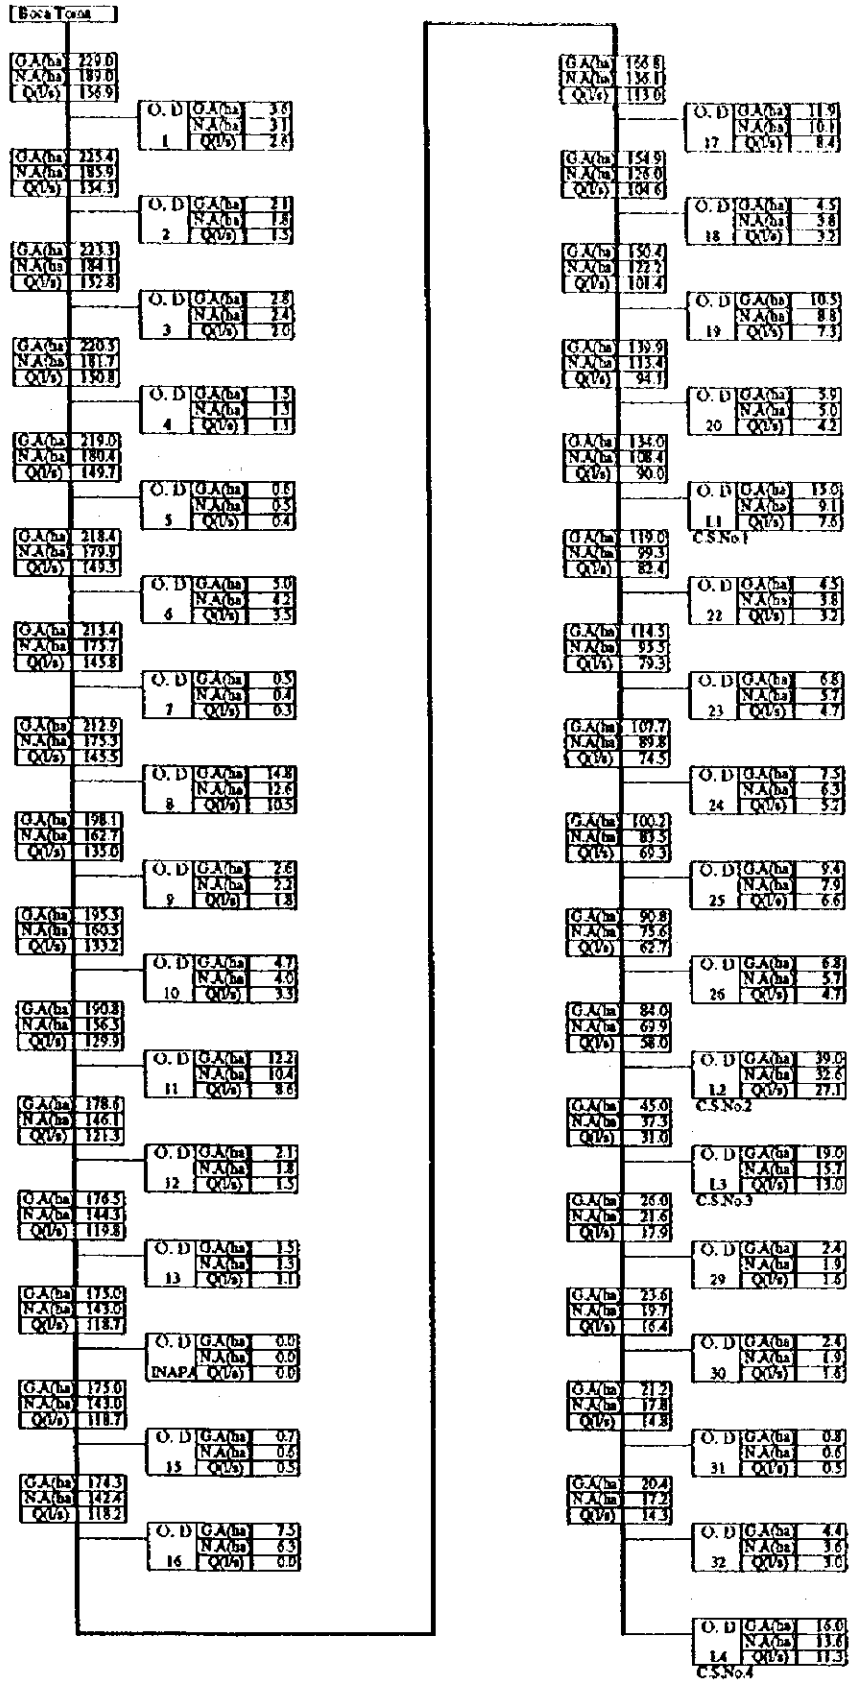 Boca Toma
G.A(ha) 229.0
N.A(ha) 189.0
Q(l/s) 156.9
O. D G.A(ha) 3.6
N.A(ha) 3.1
1 Q(l/s) 2.6
G.A(ha) 225.4
N.A(ha) 185.9
Q(l/s) 154.3
O. D G.A(ha) 2.1
N.A(ha) 1.8
2 Q(l/s) 1.5
G.A(ha) 223.3
N.A(ha) 184.1
Q(l/s) 152.8
O. D G.A(ha) 2.8
N.A(ha) 2.4
3 Q(l/s) 2.0
G.A(ha) 220.5
N.A(ha) 181.7
Q(l/s) 150.8
O. D G.A(ha) 1.5
N.A(ha) 1.3
4 Q(l/s) 1.1
G.A(ha) 219.0
N.A(ha) 180.4
Q(l/s) 149.7
O. D G.A(ha) 0.6
N.A(ha) 0.5
5 Q(l/s) 0.4
G.A(ha) 218.4
N.A(ha) 179.9
Q(l/s) 149.3
O. D G.A(ha) 5.0
N.A(ha) 4.2
6 Q(l/s) 3.5
G.A(ha) 213.4
N.A(ha) 175.7
Q(l/s) 145.8
O. D G.A(ha) 0.5
N.A(ha) 0.4
7 Q(l/s) 0.3
G.A(ha) 212.9
N.A(ha) 175.3
Q(l/s) 145.5
O. D G.A(ha) 14.8
N.A(ha) 12.6
8 Q(l/s) 10.5
G.A(ha) 198.1
N.A(ha) 162.7
Q(l/s) 135.0
O. D G.A(ha) 2.6
N.A(ha) 2.2
9 Q(l/s) 1.8
G.A(ha) 195.5
N.A(ha) 160.5
Q(l/s) 133.2
O. D G.A(ha) 4.7
N.A(ha) 4.0
10 Q(l/s) 3.3
G.A(ha) 190.8
N.A(ha) 156.5
Q(l/s) 129.9
O. D G.A(ha) 12.2
N.A(ha) 10.4
11 Q(l/s) 8.6
G.A(ha) 178.6
N.A(ha) 146.1
Q(l/s) 121.3
O. D G.A(ha) 2.1
N.A(ha) 1.8
12 Q(l/s) 1.5
G.A(ha) 176.5
N.A(ha) 144.3
Q(l/s) 119.8
O. D G.A(ha) 1.5
N.A(ha) 1.3
13 Q(l/s) 1.1
G.A(ha) 175.0
N.A(ha) 143.0
Q(l/s) 118.7
O. D G.A(ha) 0.0
N.A(ha) 0.0
INAPA Q(l/s) 0.0
G.A(ha) 175.0
N.A(ha) 143.0
Q(l/s) 118.7
O. D G.A(ha) 0.7
N.A(ha) 0.6
15 Q(l/s) 0.5
G.A(ha) 174.3
N.A(ha) 142.4
Q(l/s) 118.2
O. D G.A(ha) 7.5
N.A(ha) 6.3
16 Q(l/s) 0.0
G.A(ha) 166.8
N.A(ha) 136.1
Q(l/s) 113.0
O. D G.A(ha) 11.9
N.A(ha) 10.1
17 Q(l/s) 8.4
G.A(ha) 154.9
N.A(ha) 126.0
Q(l/s) 104.6
O. D G.A(ha) 4.5
N.A(ha) 3.8
18 Q(l/s) 3.2
G.A(ha) 150.4
N.A(ha) 122.2
Q(l/s) 101.4
O. D G.A(ha) 10.5
N.A(ha) 8.8
19 Q(l/s) 7.3
G.A(ha) 139.9
N.A(ha) 113.4
Q(l/s) 94.1
O. D G.A(ha) 5.9
N.A(ha) 5.0
20 Q(l/s) 4.2
G.A(ha) 134.0
N.A(ha) 108.4
Q(l/s) 90.0
O. D G.A(ha) 15.0
N.A(ha) 9.1
L1 Q(l/s) 7.6
C.S.No.1
G.A(ha) 119.0
N.A(ha) 99.3
Q(l/s) 82.4
O. D G.A(ha) 4.5
N.A(ha) 3.8
22 Q(l/s) 3.2
G.A(ha) 114.5
N.A(ha) 95.5
Q(l/s) 79.3
O. D G.A(ha) 6.8
N.A(ha) 5.7
23 Q(l/s) 4.7
G.A(ha) 107.7
N.A(ha) 89.8
Q(l/s) 74.5
O. D G.A(ha) 7.5
N.A(ha) 6.3
24 Q(l/s) 5.2
G.A(ha) 100.2
N.A(ha) 83.5
Q(l/s) 69.3
O. D G.A(ha) 9.4
N.A(ha) 7.9
25 Q(l/s) 6.6
G.A(ha) 90.8
N.A(ha) 75.6
Q(l/s) 62.7
O. D G.A(ha) 6.8
N.A(ha) 5.7
26 Q(l/s) 4.7
G.A(ha) 84.0
N.A(ha) 69.9
Q(l/s) 58.0
O. D G.A(ha) 39.0
N.A(ha) 32.6
L2 Q(l/s) 27.1
C.S.No.2
G.A(ha) 45.0
N.A(ha) 37.3
Q(l/s) 31.0
O. D G.A(ha) 19.0
N.A(ha) 15.7
L3 Q(l/s) 13.0
C.S.No.3
G.A(ha) 26.0
N.A(ha) 21.6
Q(l/s) 17.9
O. D G.A(ha) 2.4
N.A(ha) 1.9
29 Q(l/s) 1.6
G.A(ha) 23.6
N.A(ha) 19.7
Q(l/s) 16.4
O. D G.A(ha) 2.4
N.A(ha) 1.9
30 Q(l/s) 1.6
G.A(ha) 21.2
N.A(ha) 17.8
Q(l/s) 14.8
O. D G.A(ha) 0.8
N.A(ha) 0.6
31 Q(l/s) 0.5
G.A(ha) 20.4
N.A(ha) 17.2
Q(l/s) 14.3
O. D G.A(ha) 4.4
N.A(ha) 3.6
32 Q(l/s) 3.0
O. D G.A(ha) 16.0
N.A(ha) 13.6
L4 Q(l/s) 11.3
C.S.No.4